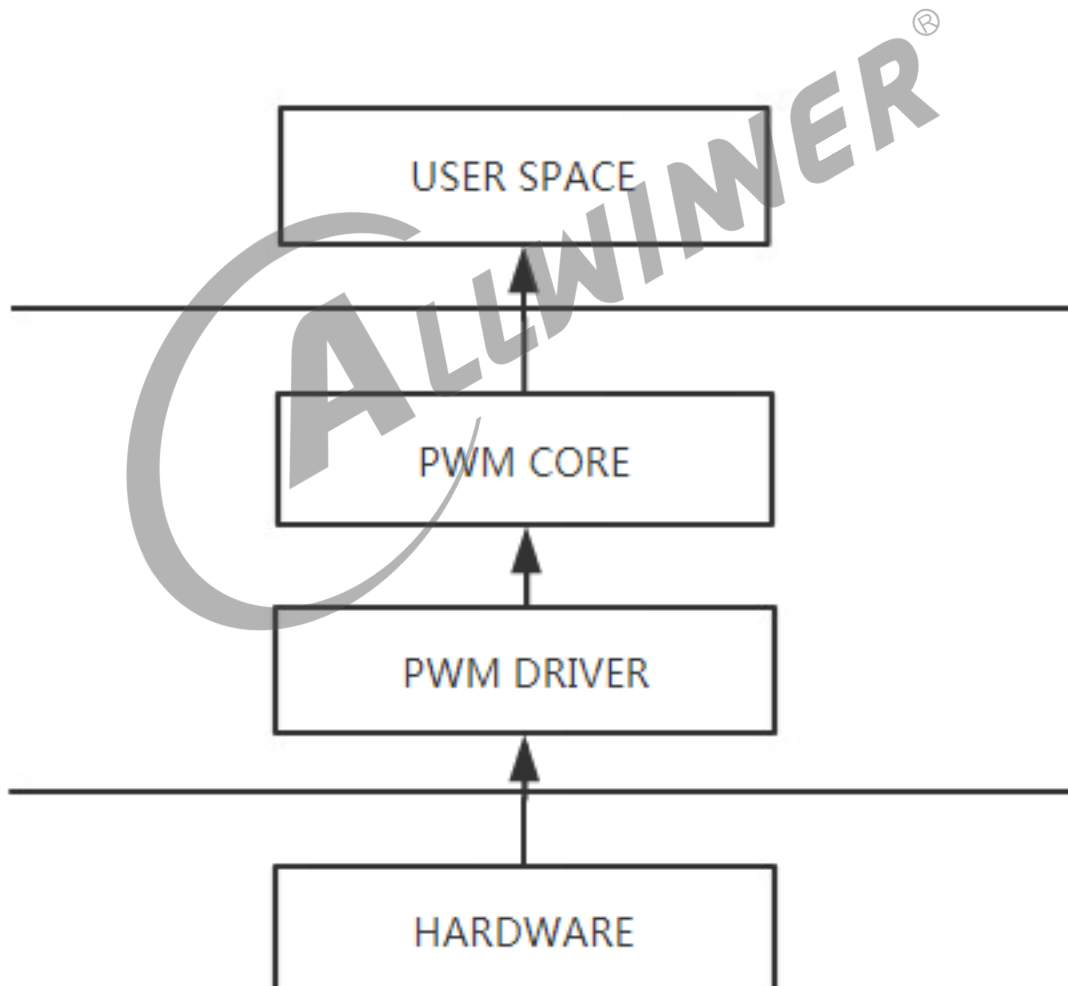 ALLWINNER®
USER SPACE
PWM CORE
PWM DRIVER
HARDWARE